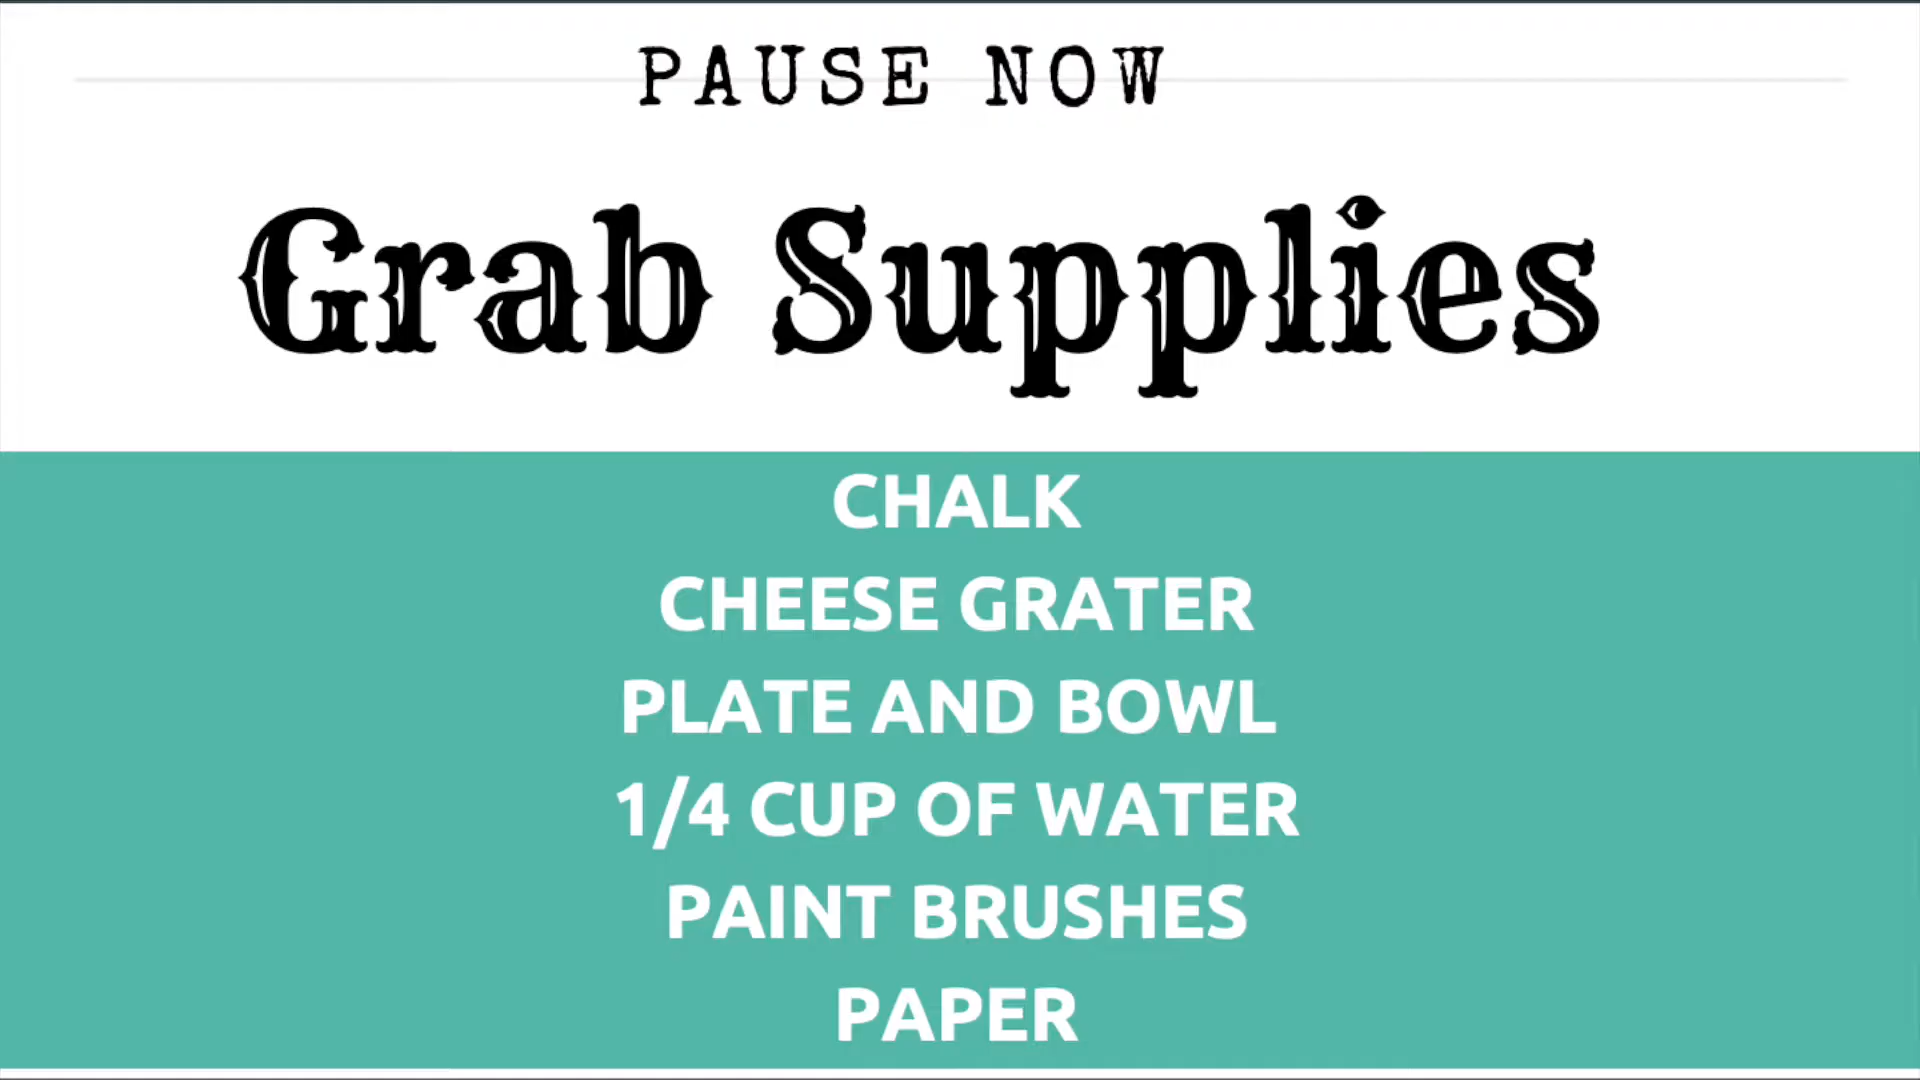 PAUSE NOW
Grab Supplies
CHALK
CHEESE GRATER
PLATE AND BOWL
1/4 CUP OF WATER
PAINT BRUSHES
PAPER